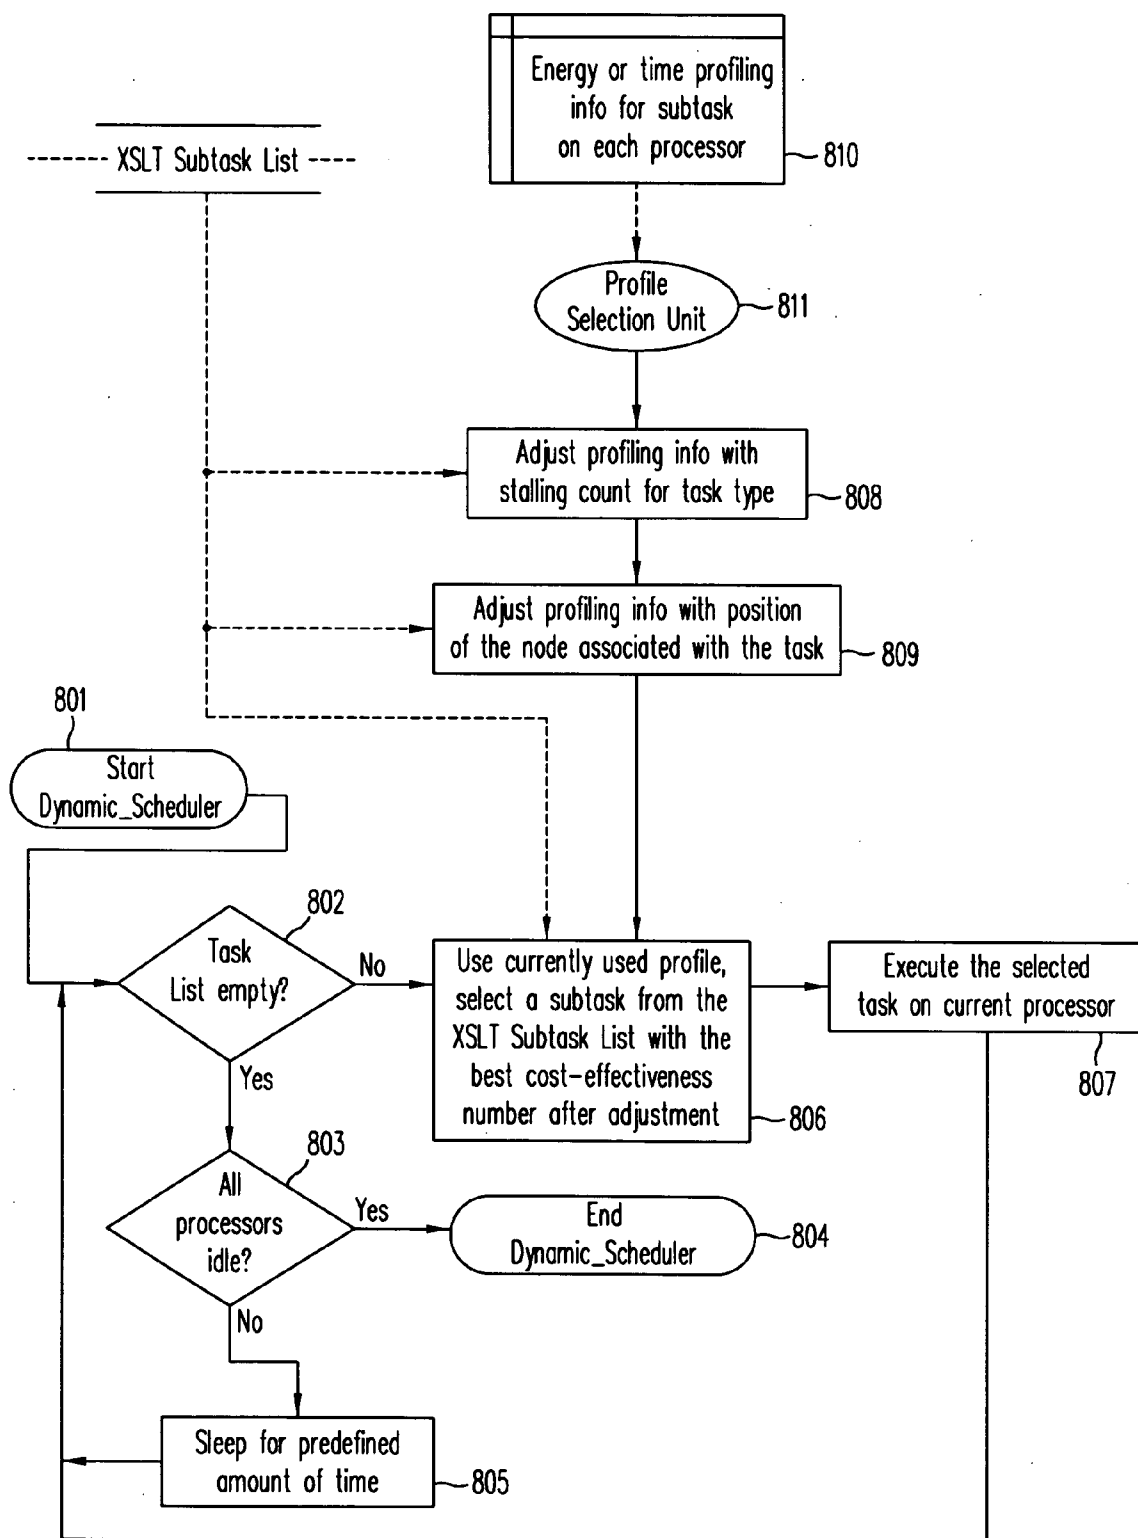 Energy or time profiling
info for subtask
on each processor
810
XSLT Subtask List
Profile
Selection Unit
811
Adjust profiling info with
stalling count for task type
808
Adjust profiling info with position
of the node associated with the task
809
801
Start
Dynamic_Scheduler
802
Task
List empty?
No
Yes
Use currently used profile,
select a subtask from the
XSLT Subtask List with the
best cost-effectiveness
number after adjustment
806
Execute the selected
task on current processor
807
803
All
processors
idle?
Yes
No
End
Dynamic_Scheduler
804
Sleep for predefined
amount of time
805